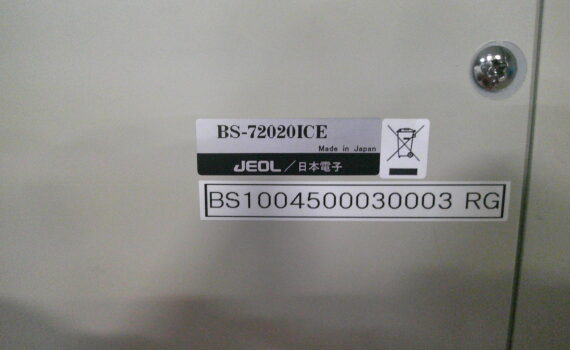 BS-72020ICE
Made in Japan
JEOL／日本電子
BS1004500030003 RG